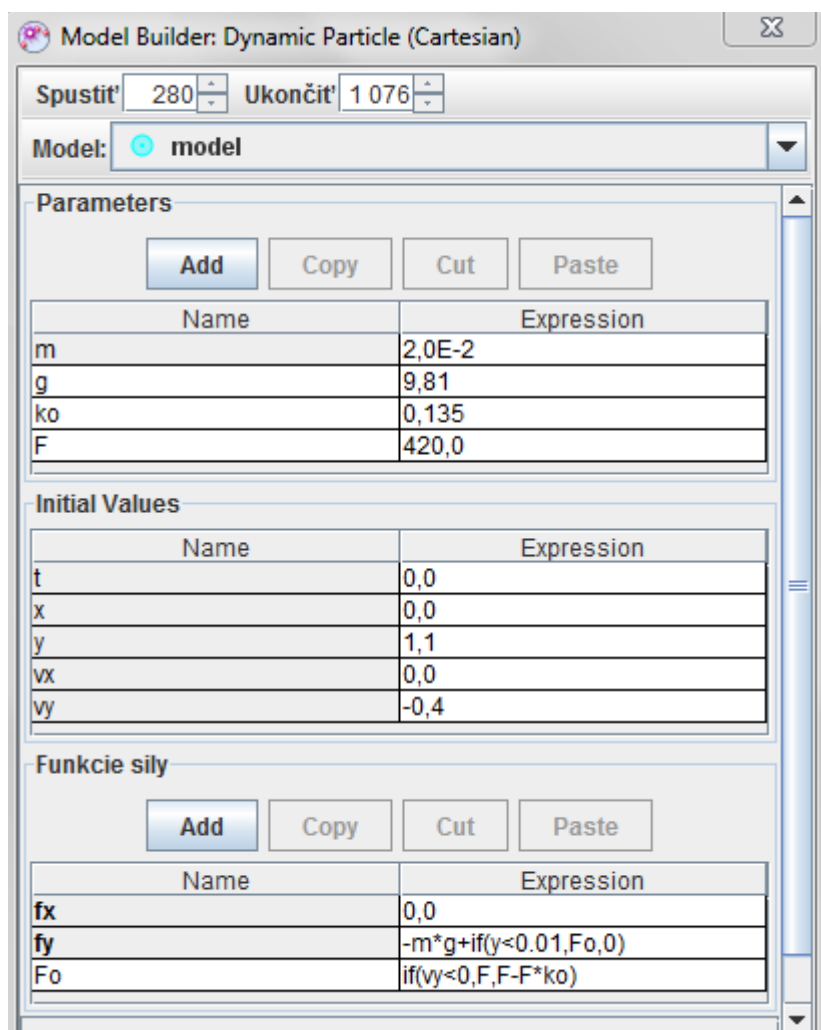 Model Builder: Dynamic Particle (Cartesian)
Spustiť 280 Ukončiť 1 076
Model: model
Parameters
Add Copy Cut Paste
Name Expression
m 2,0E-2
g 9,81
ko 0,135
F 420,0
Initial Values
Name Expression
t 0,0
x 0,0
y 1,1
vx 0,0
vy -0,4
Funkcie sily
Add Copy Cut Paste
Name Expression
fx 0,0
fy -m*g+if(y<0.01,Fo,0)
Fo if(vy<0,F,F-F*ko)